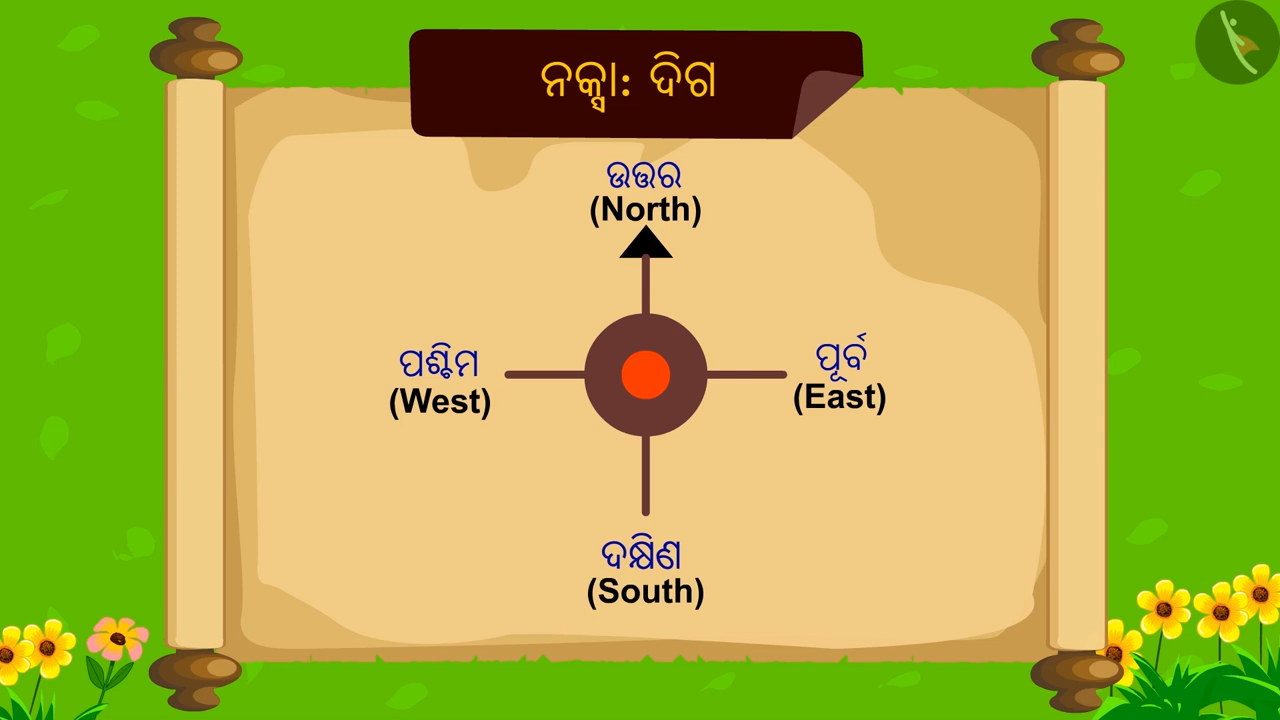 ନକ୍ସା: ଦିଗ
ଉତ୍ତର
(North)
ପଶ୍ଚିମ
(West)
ପୂର୍ବ
(East)
ଦକ୍ଷିଣ
(South)